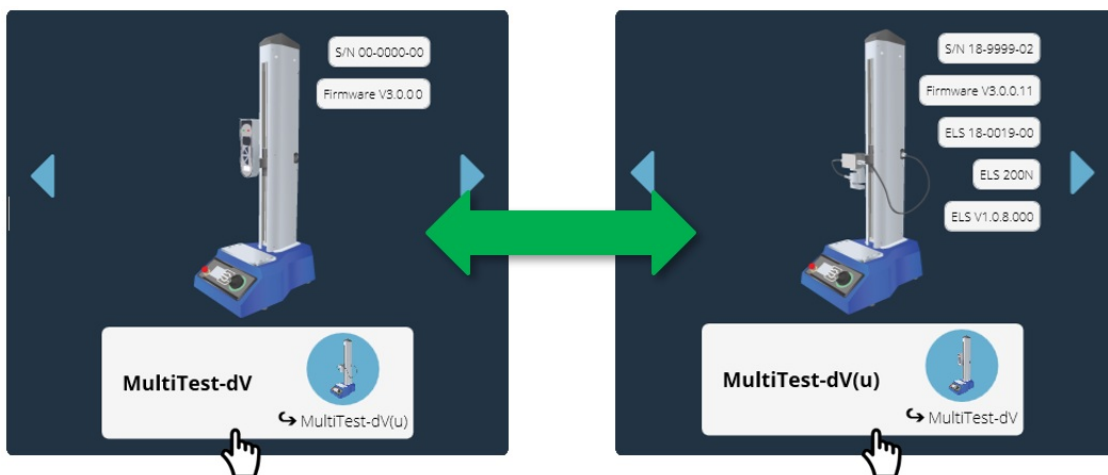 S/N 00-0000-00
Firmware V3.0.0.0
MultiTest-dV
MultiTest-dV(u)
S/N 18-9999-02
Firmware V3.0.0.11
ELS 18-0019-00
ELS 200N
ELS V1.0.8.000
MultiTest-dV(u)
MultiTest-dV